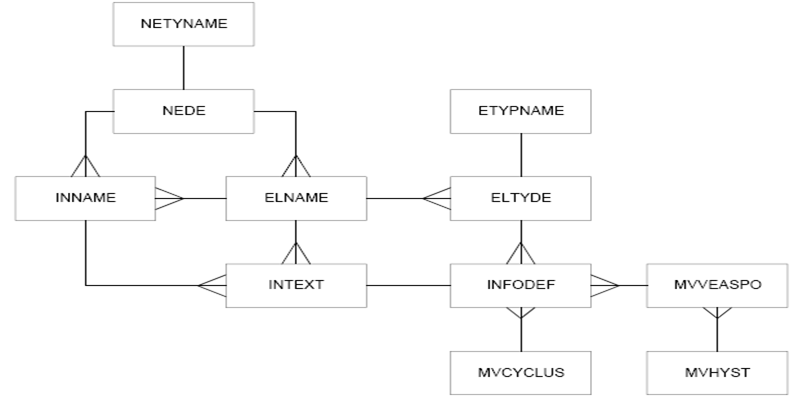 NETYNAME
NEDE
ETYPNAME
INNAME
ELNAME
ELTYDE
INTEXT
INFODEF
MVVEASPO
MVCYCLUS
MVHYST